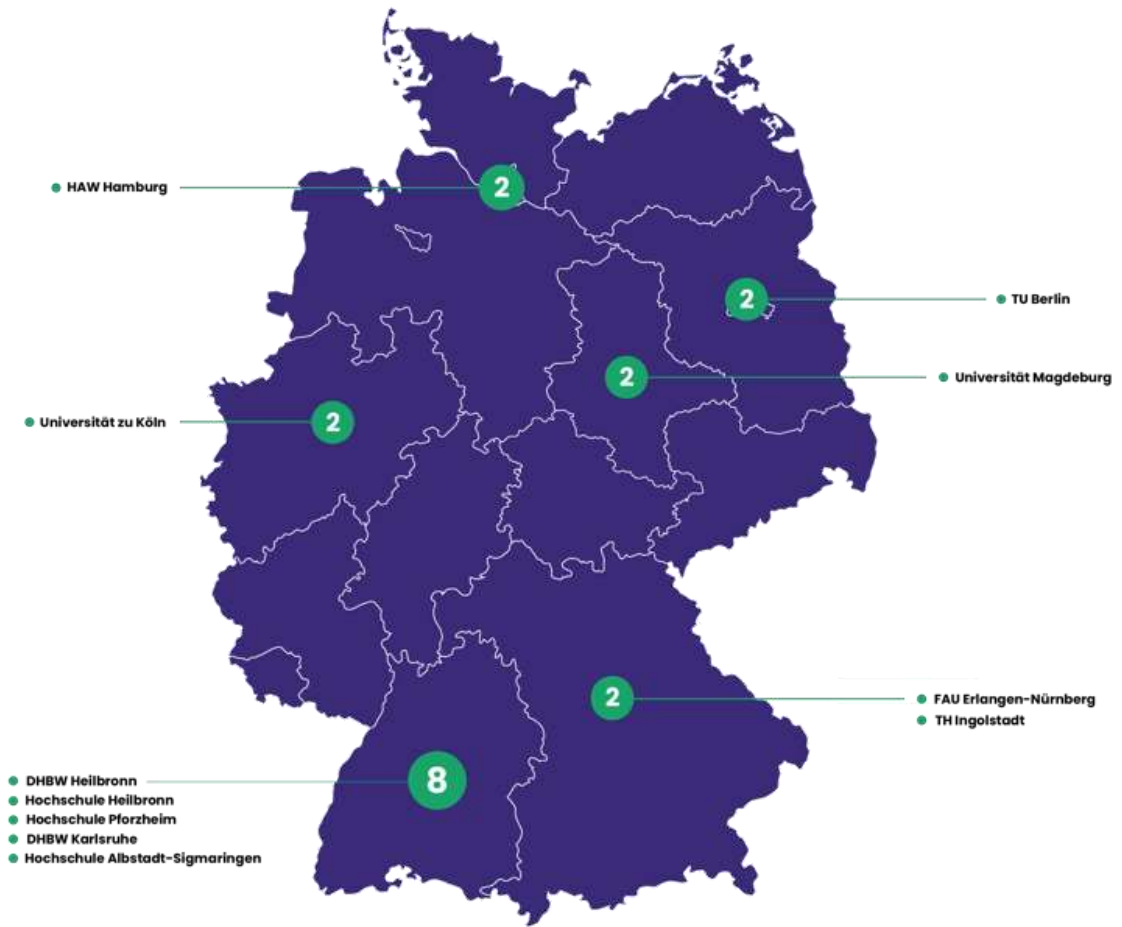 HAW Hamburg
2
2
TU Berlin
2
Universität Magdeburg
Universität zu Köln
2
2
FAU Erlangen-Nürnberg
TH Ingolstadt
8
DHBW Heilbronn
Hochschule Heilbronn
Hochschule Pforzheim
DHBW Karlsruhe
Hochschule Albstadt-Sigmaringen